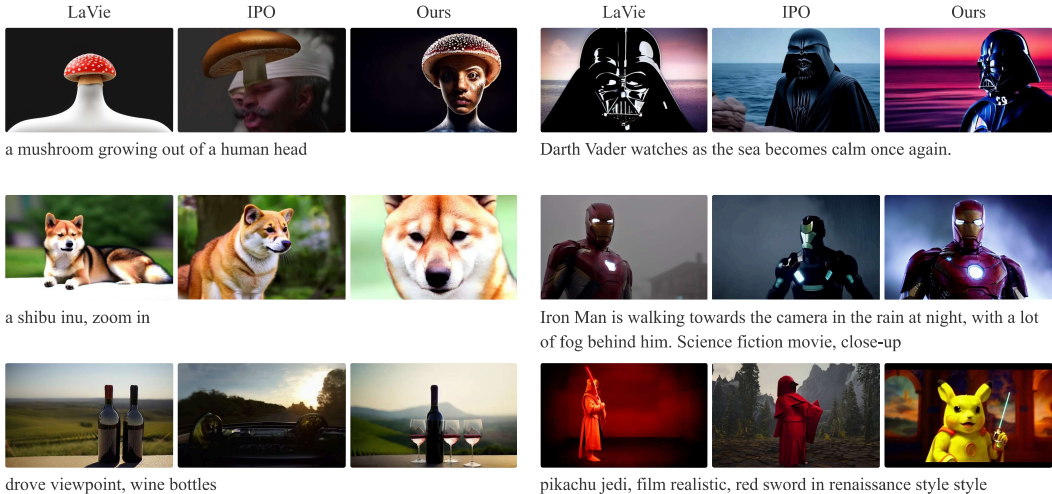 LaVie IPO Ours LaVie IPO Ours
a mushroom growing out of a human head
Darth Vader watches as the sea becomes calm once again.
a shibu inu, zoom in
Iron Man is walking towards the camera in the rain at night, with a lot
of fog behind him. Science fiction movie, close-up
drove viewpoint, wine bottles
pikachu jedi, film realistic, red sword in renaissance style style